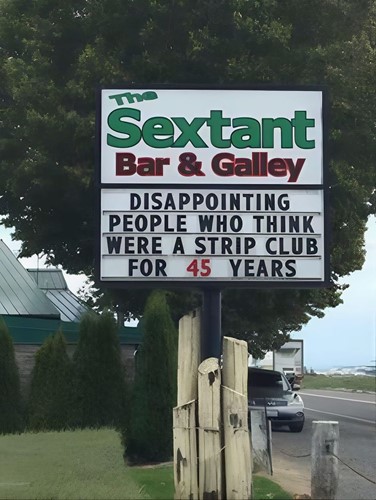 The
Sextant
Bar & Galley
DISAPPOINTING
PEOPLE WHO THINK
WERE A STRIP CLUB
FOR 45 YEARS